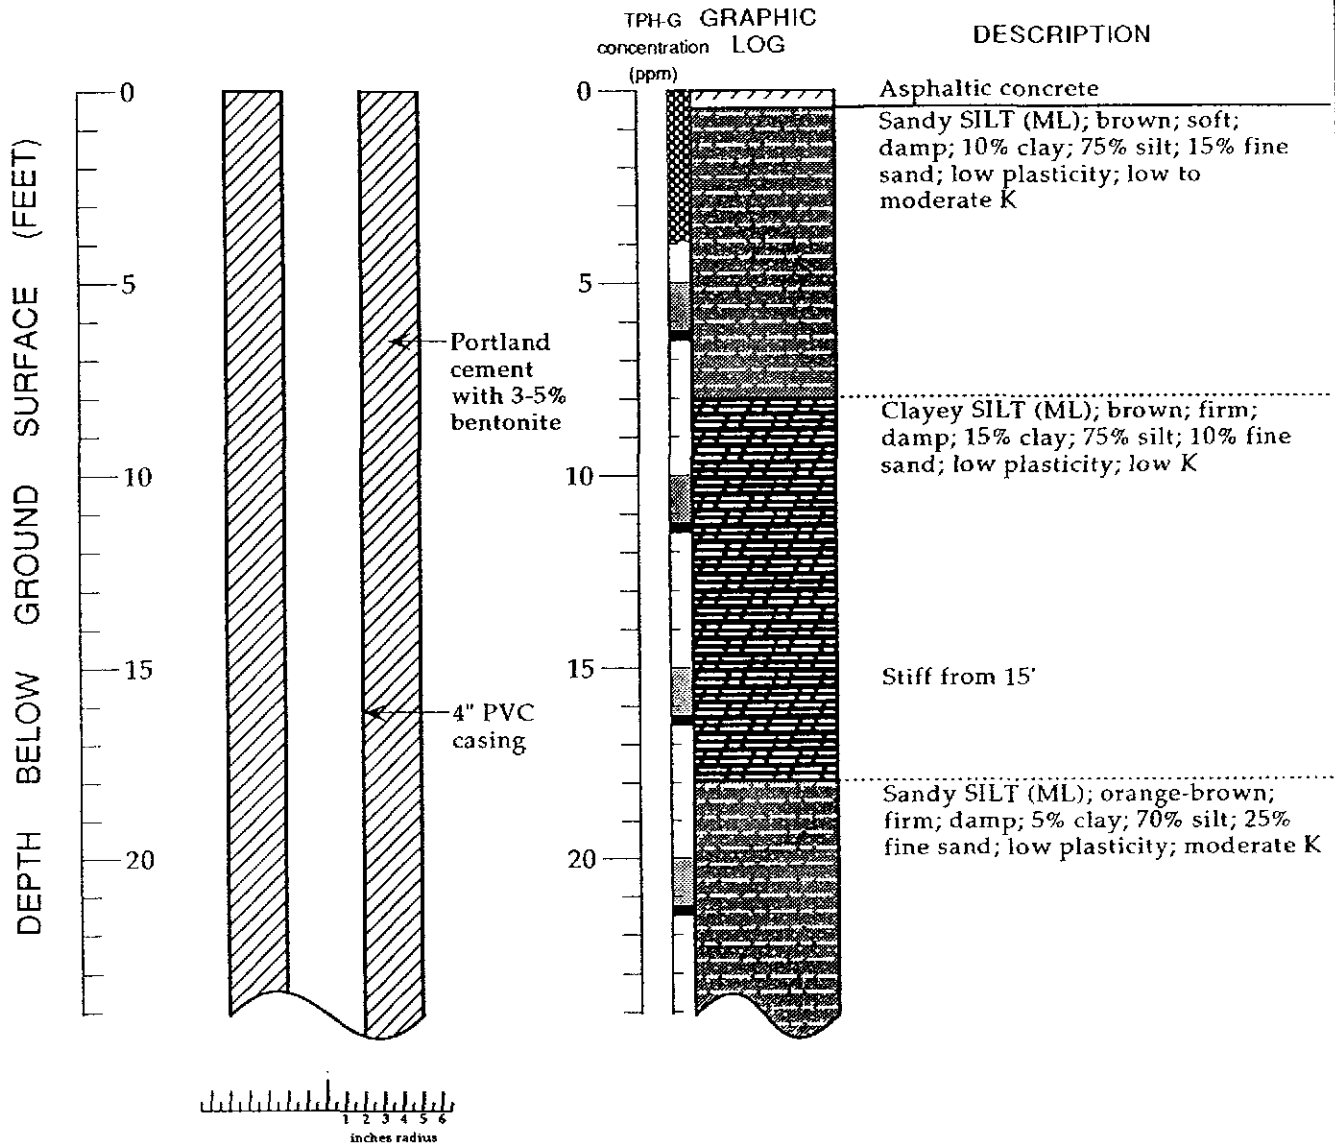 TPH-G GRAPHIC
concentration LOG
(ppm)
DESCRIPTION
DEPTH BELOW GROUND SURFACE (FEET)
0
5
10
15
20
Portland
cement
with 3-5%
bentonite
4" PVC
casing
0
5
10
15
20
Asphaltic concrete
Sandy SILT (ML); brown; soft;
damp; 10% clay; 75% silt; 15% fine
sand; low plasticity; low to
moderate K
Clayey SILT (ML); brown; firm;
damp; 15% clay; 75% silt; 10% fine
sand; low plasticity; low K
Stiff from 15'
Sandy SILT (ML); orange-brown;
firm; damp; 5% clay; 70% silt; 25%
fine sand; low plasticity; moderate K
1 2 3 4 5 6
inches radius